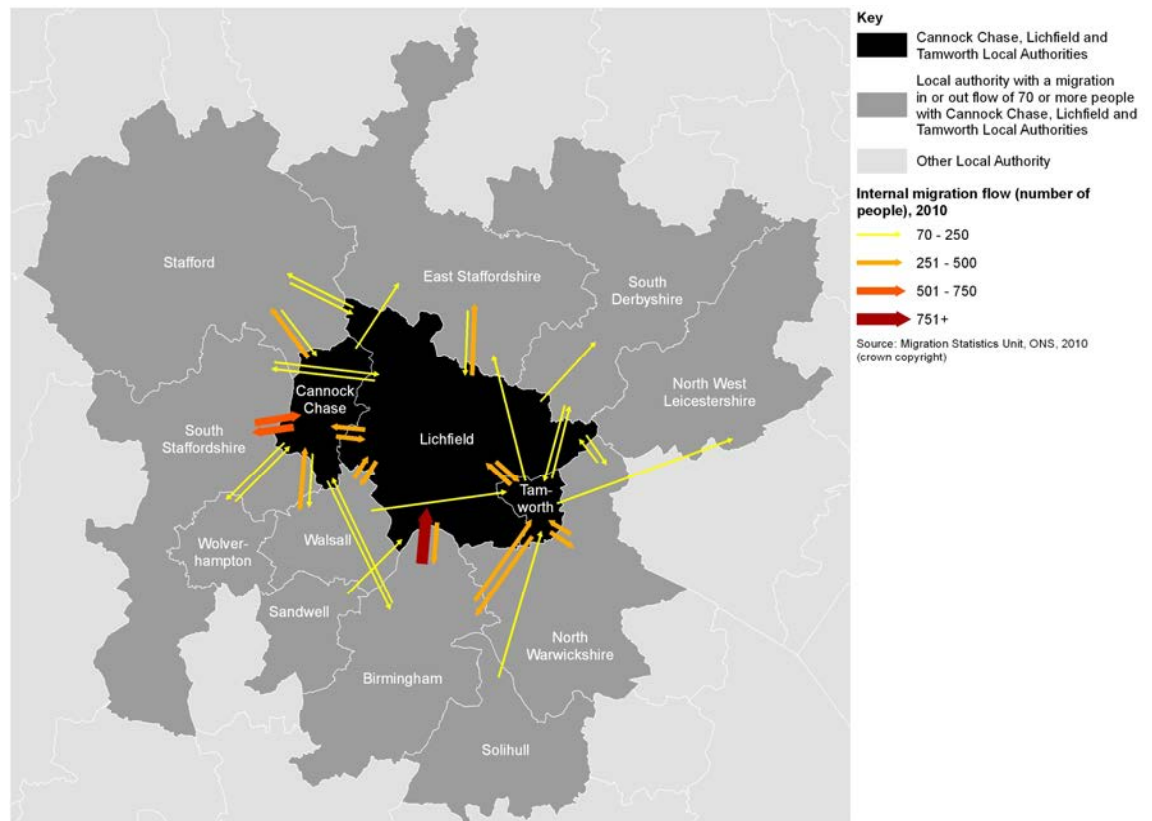 Key
Cannock Chase, Lichfield and
Tamworth Local Authorities
Local authority with a migration
in or out flow of 70 or more people
with Cannock Chase, Lichfield and
Tamworth Local Authorities
Other Local Authority
Internal migration flow (number of
people), 2010
70 - 250
251 - 500
501 - 750
751+
Source: Migration Statistics Unit, ONS, 2010
(crown copyright)
Stafford
East Staffordshire
South
Derbyshire
North West
Leicestershire
Cannock
Chase
South
Staffordshire
Lichfield
Tam-
worth
Wolver-
hampton
Walsall
Sandwell
Birmingham
North
Warwickshire
Solihull